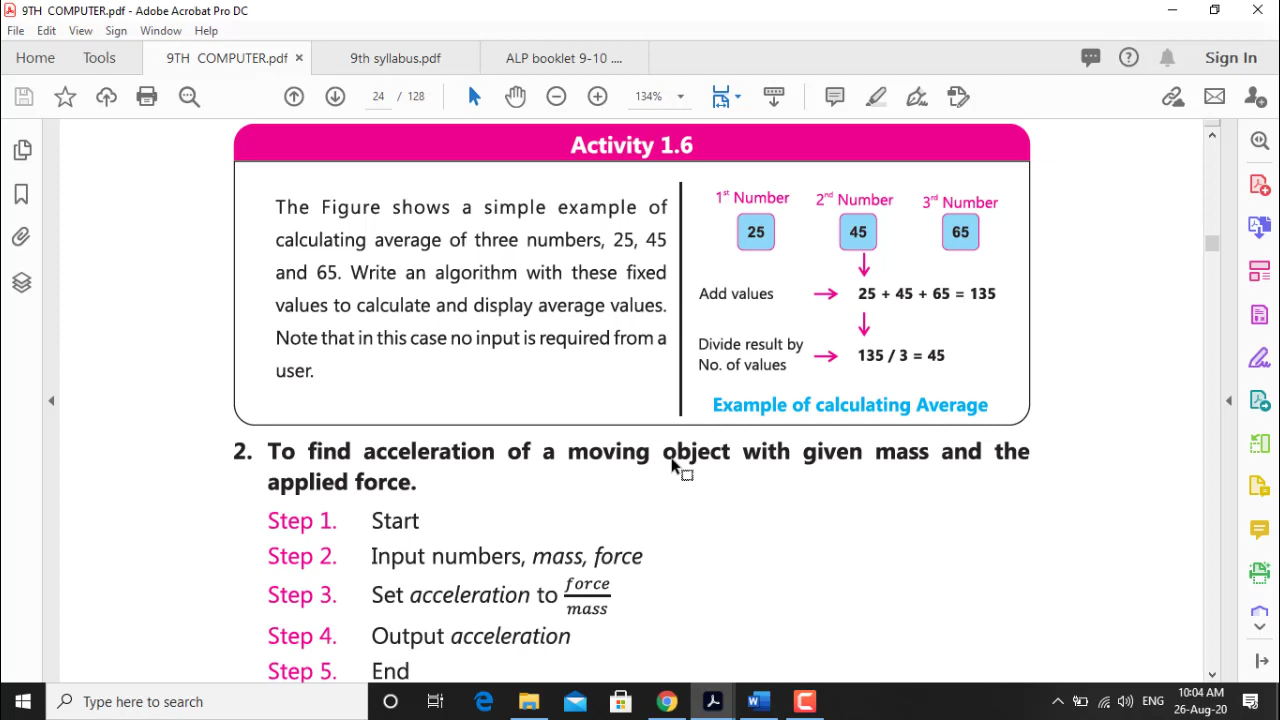 9TH COMPUTER.pdf - Adobe Acrobat Pro DC
File Edit View Sign Window Help
Home Tools 9TH COMPUTER.pdf × 9th syllabus.pdf ALP booklet 9-10 .... Sign In
24 / 128 134%
Activity 1.6
The Figure shows a simple example of
calculating average of three numbers, 25, 45
and 65. Write an algorithm with these fixed
values to calculate and display average values.
Note that in this case no input is required from a
user.
1st Number 2nd Number 3rd Number
25 45 65
Add values 25 + 45 + 65 = 135
Divide result by
No. of values 135 / 3 = 45
Example of calculating Average
2. To find acceleration of a moving object with given mass and the
applied force.
Step 1. Start
Step 2. Input numbers, mass, force
Step 3. Set acceleration to force/mass
Step 4. Output acceleration
Step 5. End
Type here to search
ENG
10:04 AM
26-Aug-20